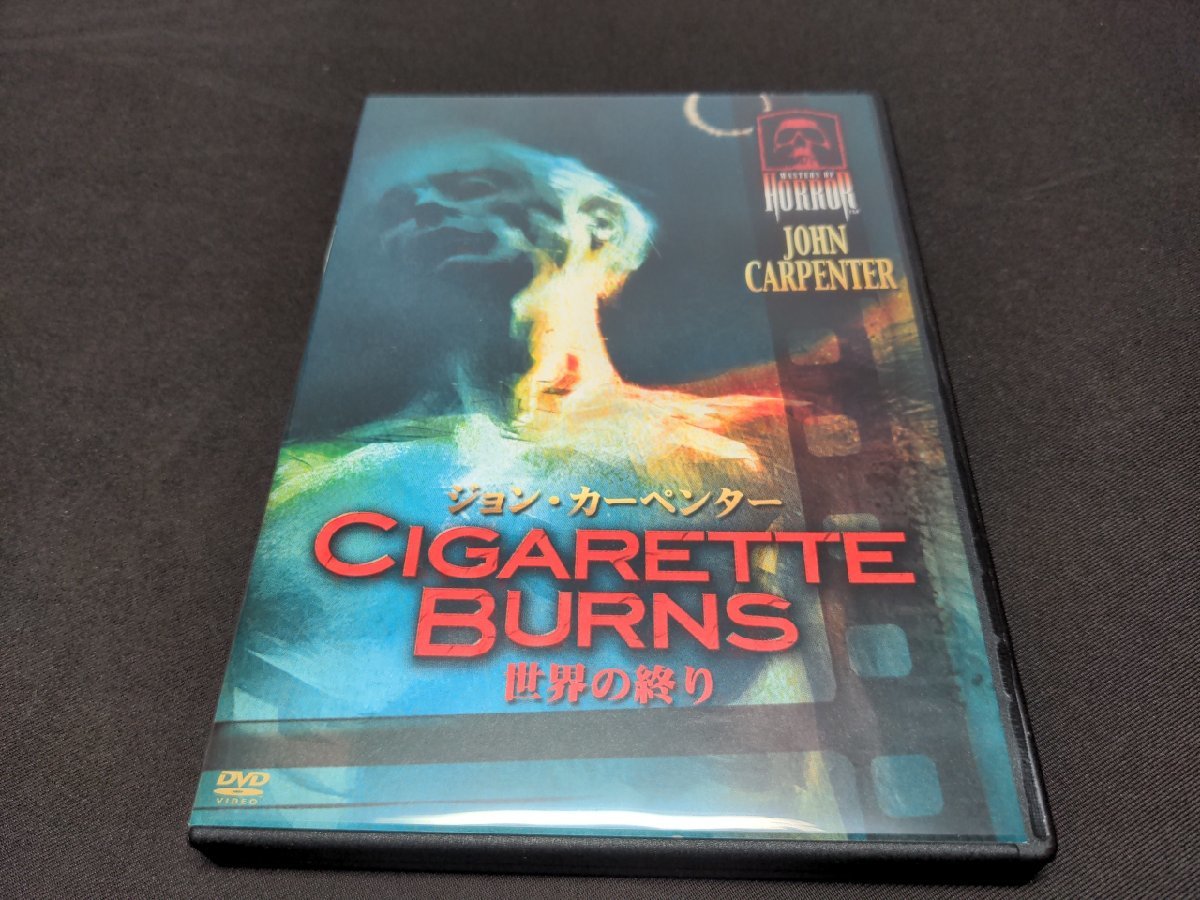 MASTERS OF
HORROR
JOHN
CARPENTER
ジョン・カーペンター
CIGARETTE
BURNS
世界の終り
DVD
VIDEO